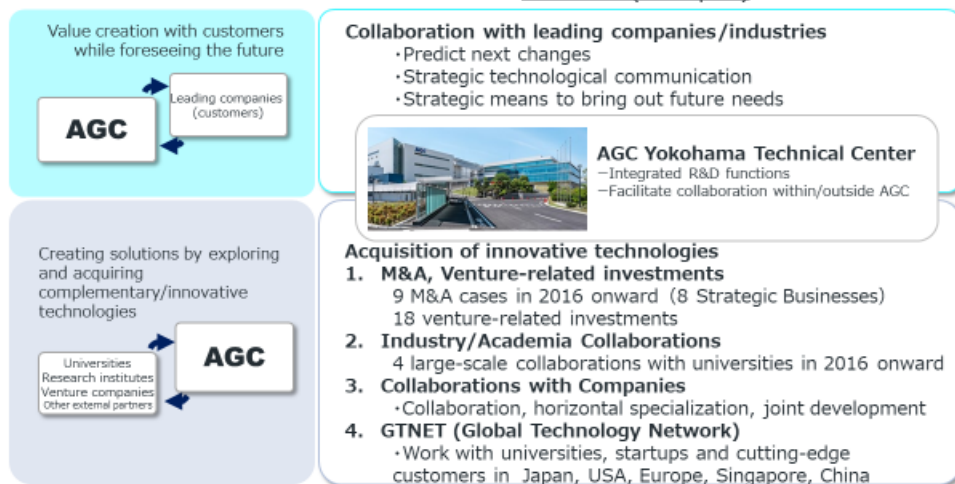 Value creation with customers
while foreseeing the future
AGC
Leading companies
(customers)
Collaboration with leading companies/industries
・Predict next changes
・Strategic technological communication
・Strategic means to bring out future needs
AGC Yokohama Technical Center
−Integrated R&D functions
−Facilitate collaboration within/outside AGC
Creating solutions by exploring
and acquiring
complementary/innovative
technologies
AGC
Universities
Research institutes
Venture companies
Other external partners
Acquisition of innovative technologies
1. M&A, Venture-related investments
9 M&A cases in 2016 onward (8 Strategic Businesses)
18 venture-related investments
2. Industry/Academia Collaborations
4 large-scale collaborations with universities in 2016 onward
3. Collaborations with Companies
・Collaboration, horizontal specialization, joint development
4. GTNET (Global Technology Network)
・Work with universities, startups and cutting-edge
customers in Japan, USA, Europe, Singapore, China